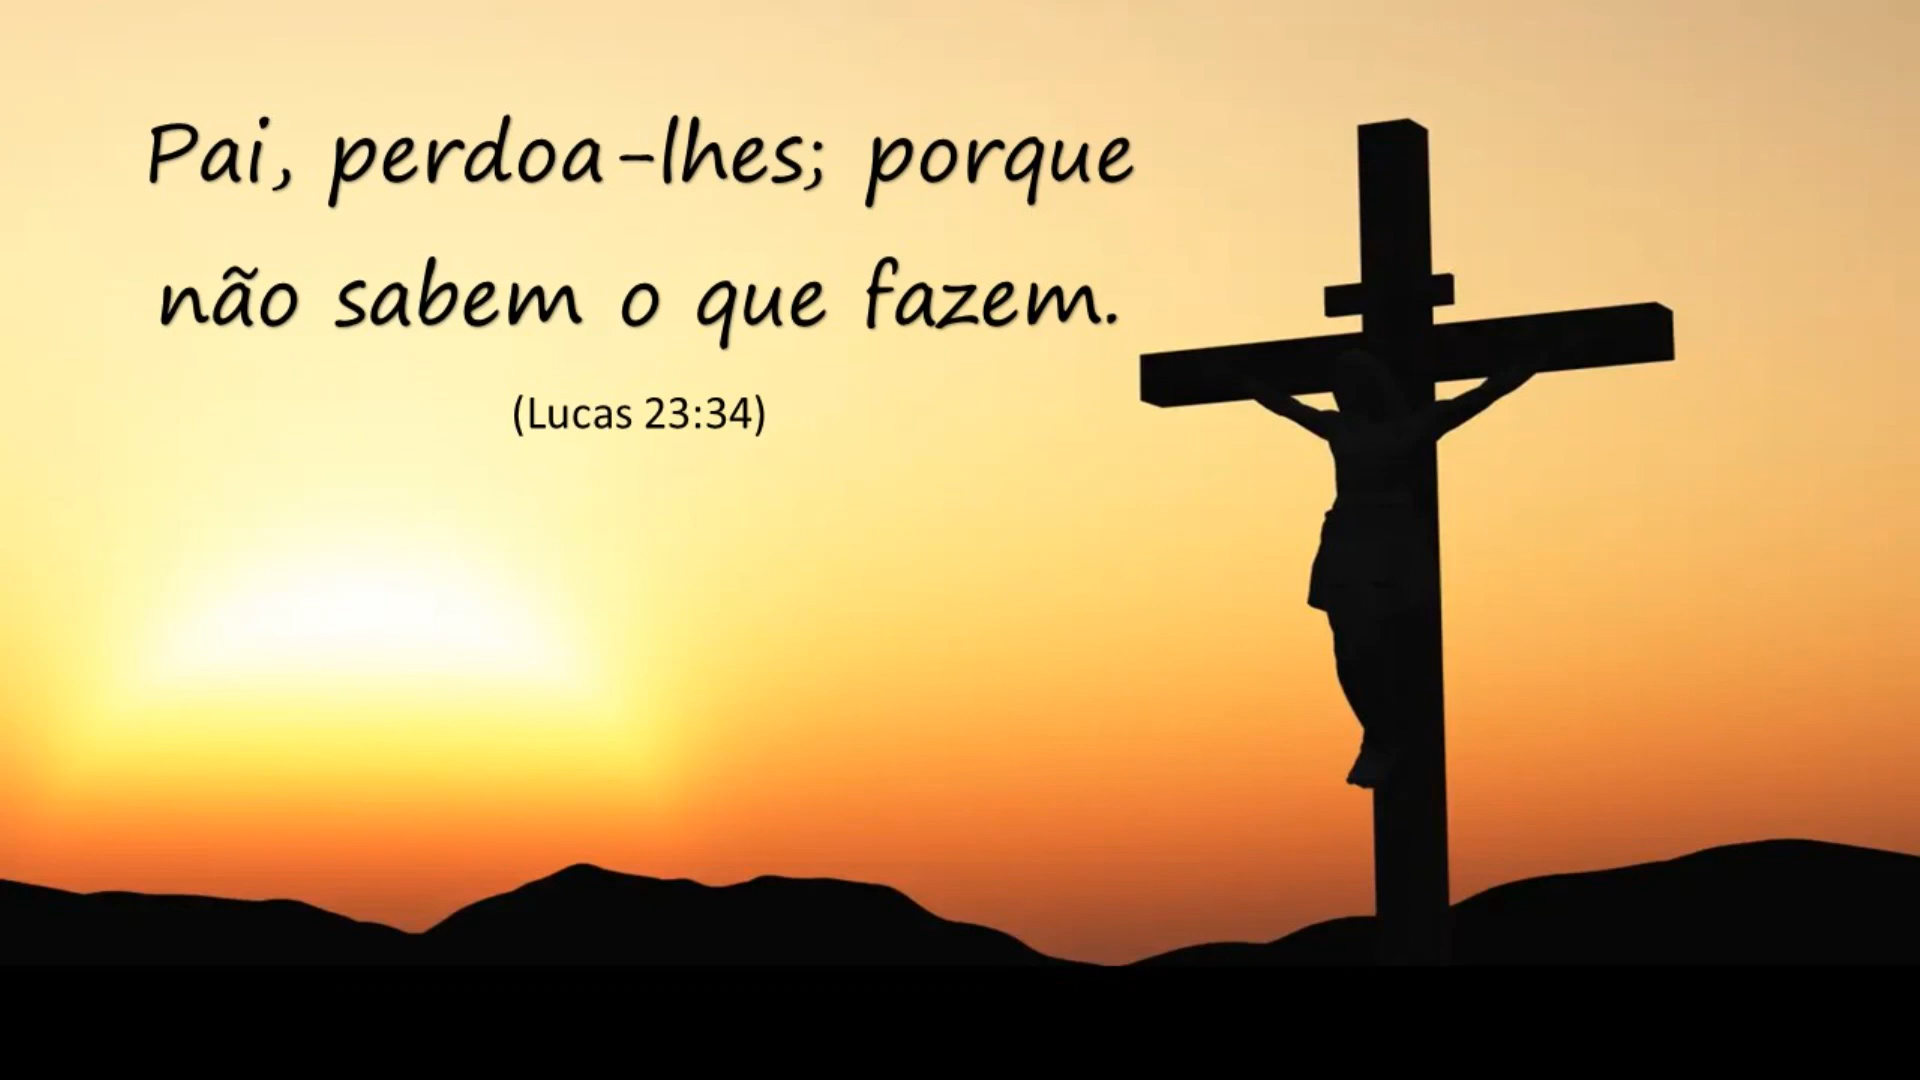 Pai, perdoa-lhes; porque
não sabem o que fazem.
(Lucas 23:34)